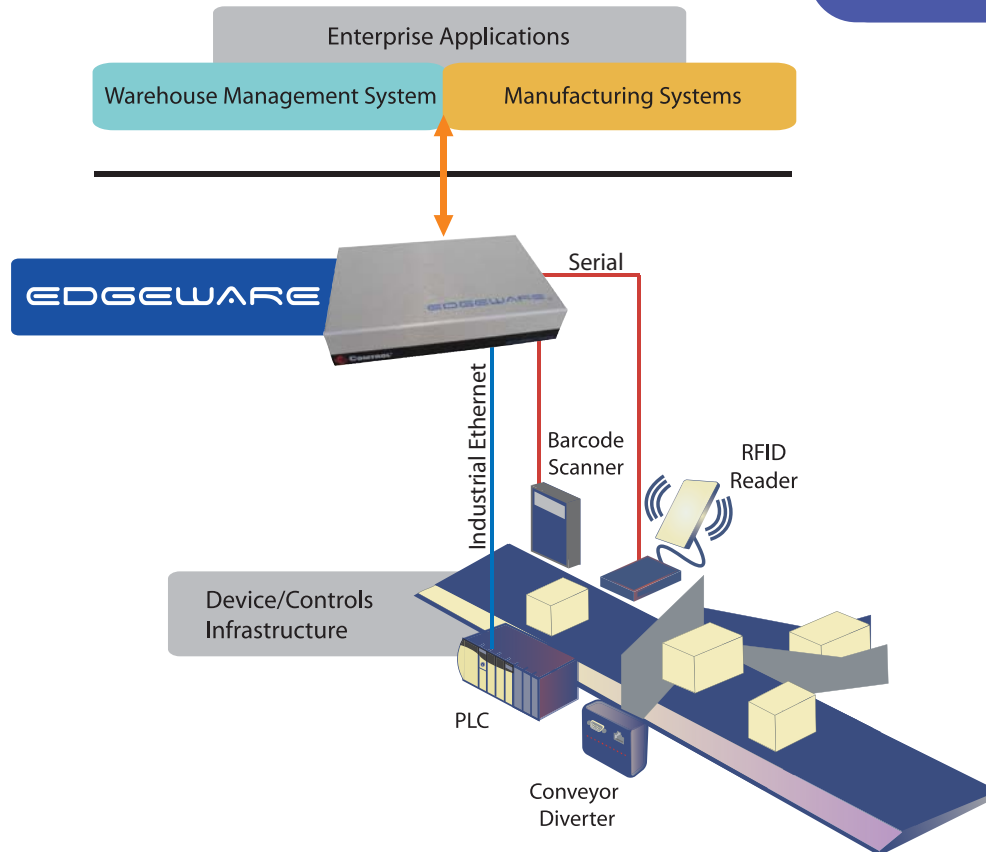 Enterprise Applications
Warehouse Management System
Manufacturing Systems
EDGEWARE
EDGEWARE
COMTROL
Serial
Industrial Ethernet
Barcode
Scanner
RFID
Reader
Device/Controls
Infrastructure
PLC
Conveyor
Diverter